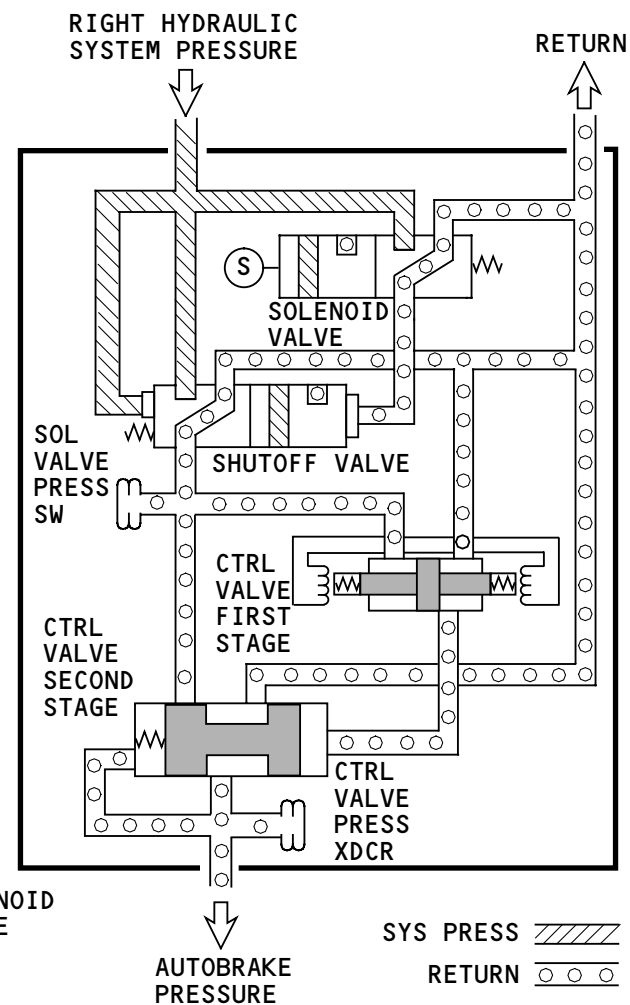 RIGHT HYDRAULIC
SYSTEM PRESSURE
RETURN
S
SOLENOID
VALVE
SOL
VALVE
PRESS
SW
SHUTOFF VALVE
CTRL
VALVE
FIRST
STAGE
CTRL
VALVE
SECOND
STAGE
CTRL
VALVE
PRESS
XDCR
NOID
E
AUTOBRAKE
PRESSURE
SYS PRESS
RETURN